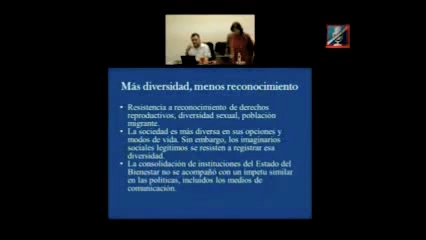 Más diversidad, menos reconocimiento
• Resistencia a reconocimiento de derechos
reproductivos, diversidad sexual, población
migrante.
• La sociedad es más diversa en sus opciones y
modos de vida. Sin embargo, los imaginarios
sociales legítimos se resisten a registrar esa
diversidad.
• La consolidación de instituciones del Estado del
Bienestar no se acompañó con un ímpetu similar
en las políticas, incluidos los medios de
comunicación.